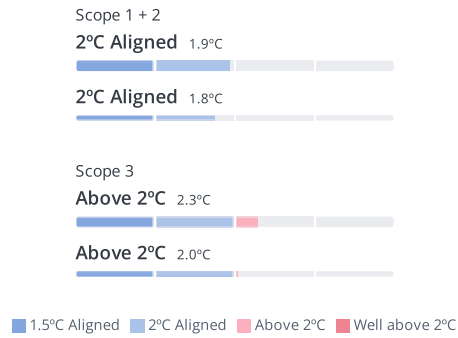 Scope 1 + 2
2ºC Aligned 1.9ºC
2ºC Aligned 1.8ºC
Scope 3
Above 2ºC 2.3ºC
Above 2ºC 2.0ºC
1.5ºC Aligned 2ºC Aligned Above 2ºC Well above 2ºC